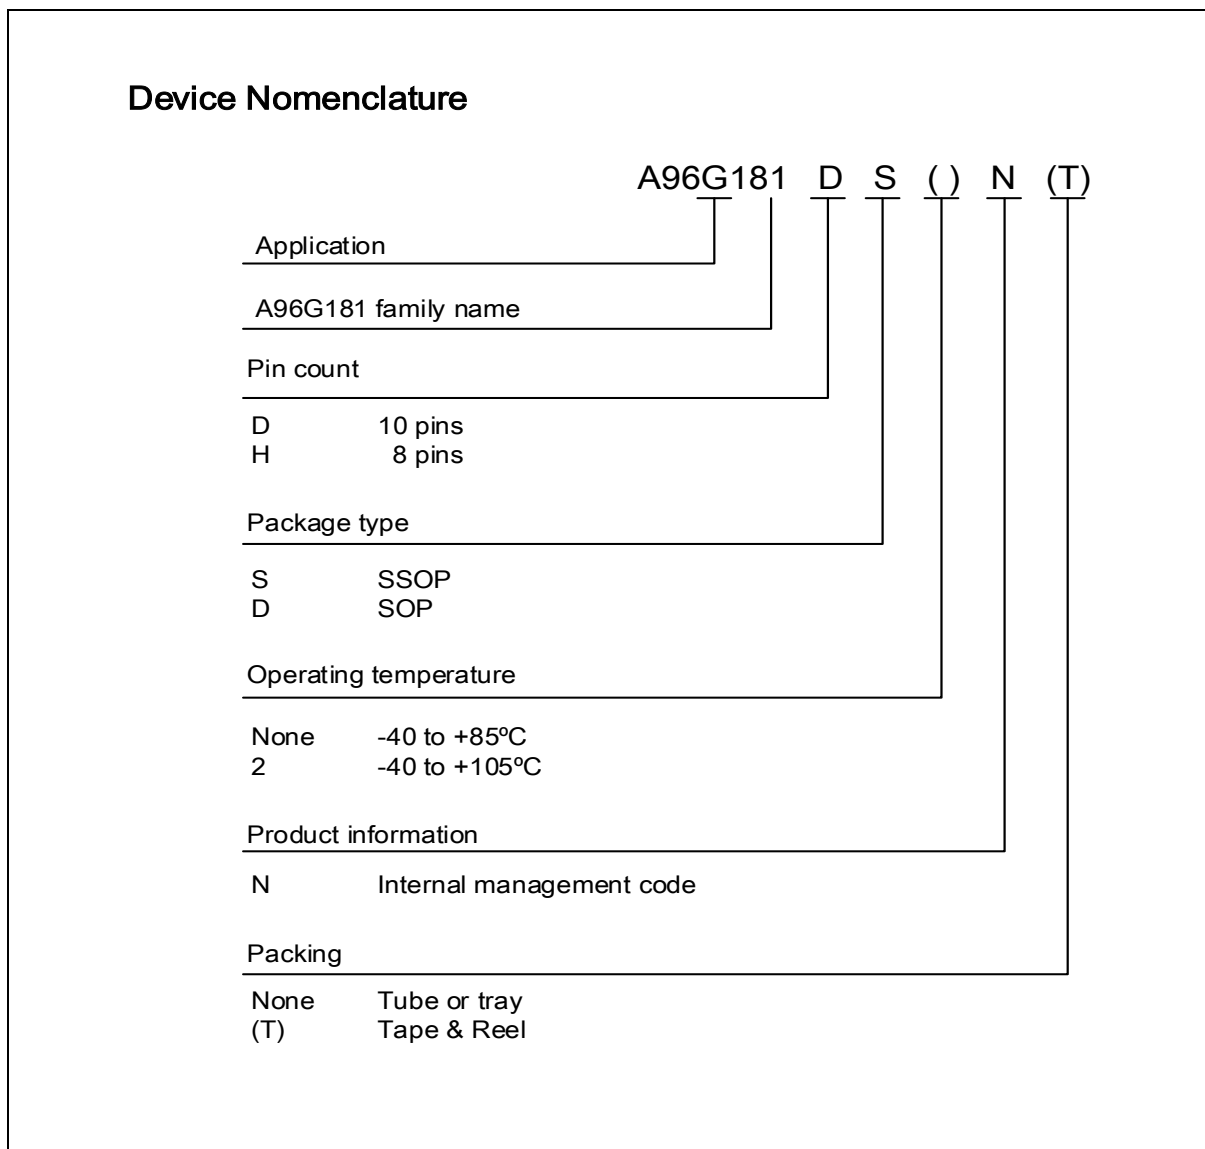 Device Nomenclature
A96G181 D S ( ) N (T)
Application
A96G181 family name
Pin count
D 10 pins
H 8 pins
Package type
S SSOP
D SOP
Operating temperature
None -40 to +85ºC
2 -40 to +105ºC
Product information
N Internal management code
Packing
None Tube or tray
(T) Tape & Reel